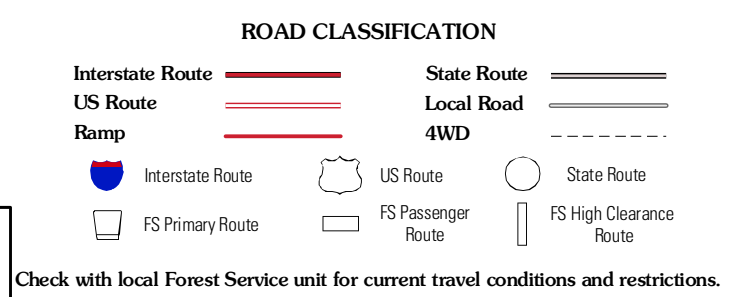 ROAD CLASSIFICATION
Interstate Route
State Route
US Route
Local Road
Ramp
4WD
Interstate Route
US Route
State Route
FS Primary Route
FS Passenger
Route
FS High Clearance
Route
Check with local Forest Service unit for current travel conditions and restrictions.